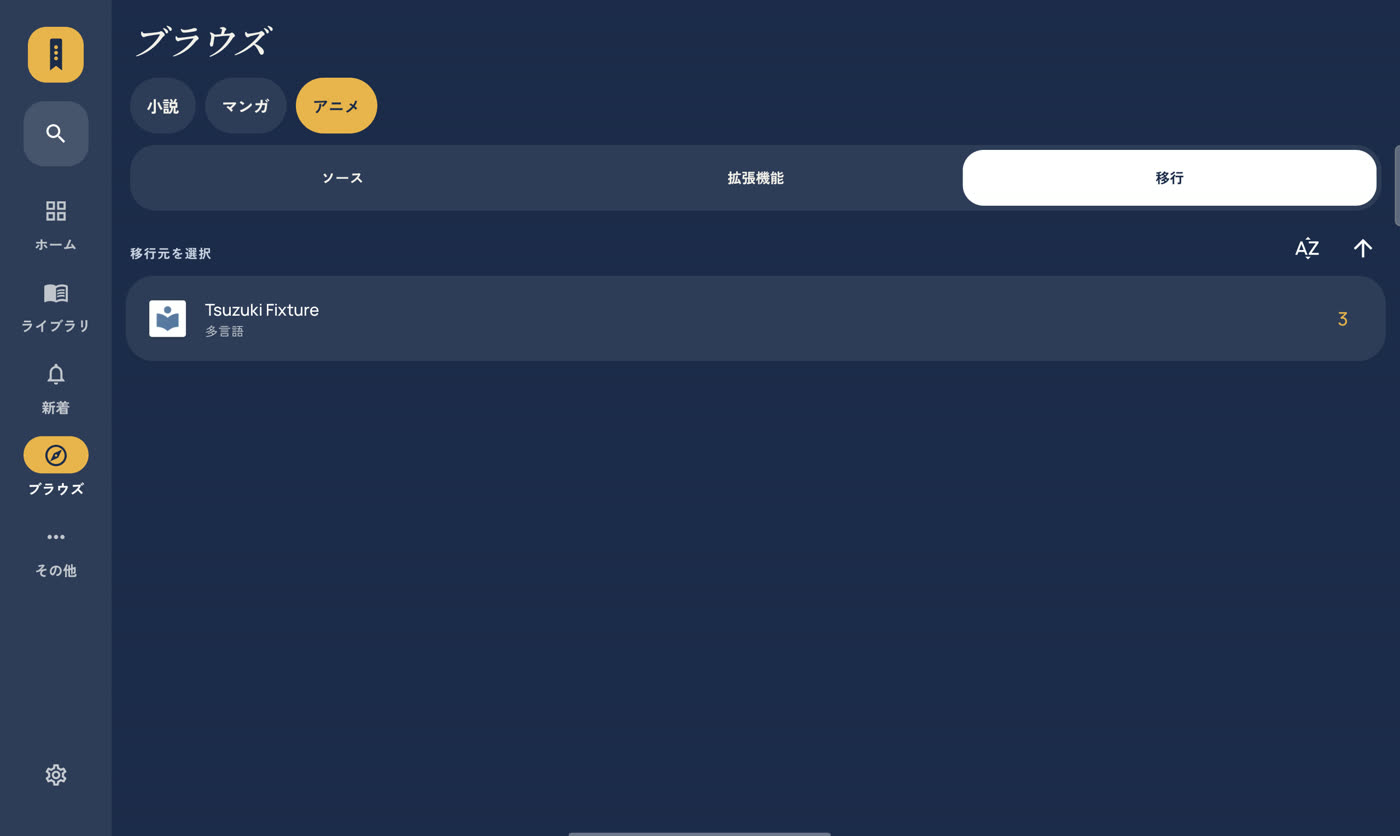 ブラウズ
小説
マンガ
アニメ
ソース
拡張機能
移行
移行元を選択
AZ
Tsuzuki Fixture
多言語
3
ホーム
ライブラリ
新着
ブラウズ
その他